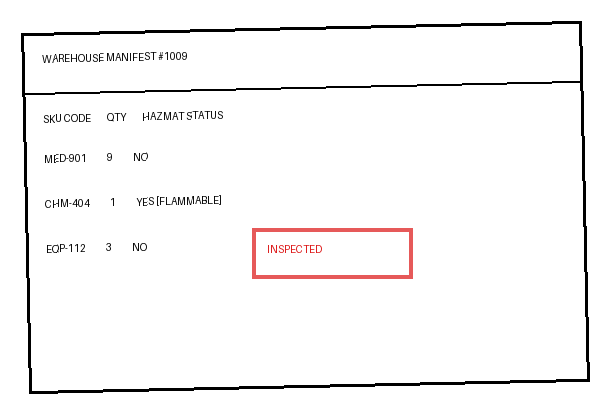 WAREHOUSE MANIFEST #1009
SKU CODE QTY HAZMAT STATUS
MED-901 9 NO
CHM-404 1 YES [FLAMMABLE]
EQP-112 3 NO
INSPECTED